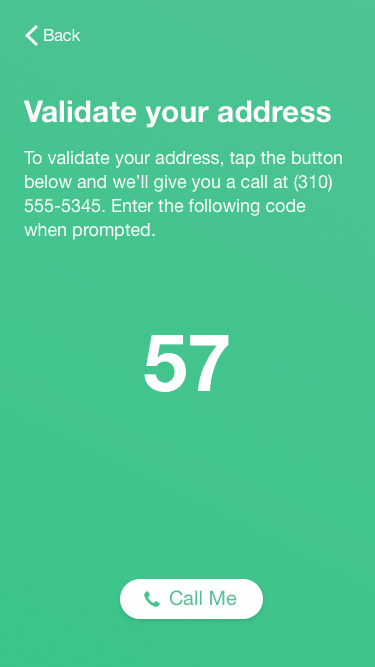 Back
Validate your address
To validate your address, tap the button
below and we'll give you a call at (310)
555-5345. Enter the following code
when prompted.
57
Call Me